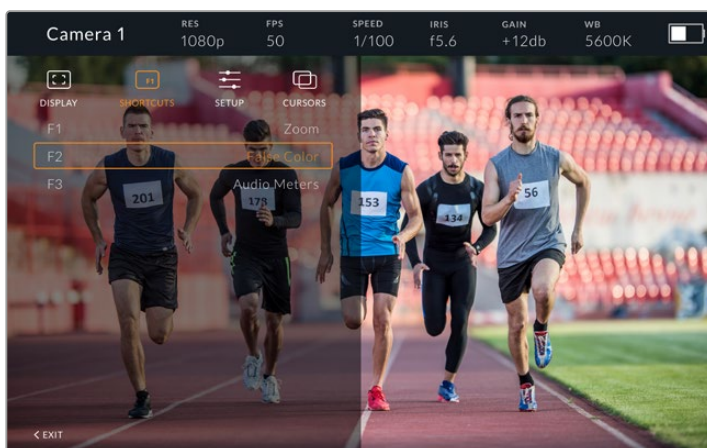 Camera 1
RES
1080p
FPS
50
SPEED
1/100
IRIS
f5.6
GAIN
+12db
WB
5600K
F1
DISPLAY
SHORTCUTS
SETUP
CURSORS
F1 Zoom
F2 False Color
F3 Audio Meters
201
178
153
134
56
< EXIT